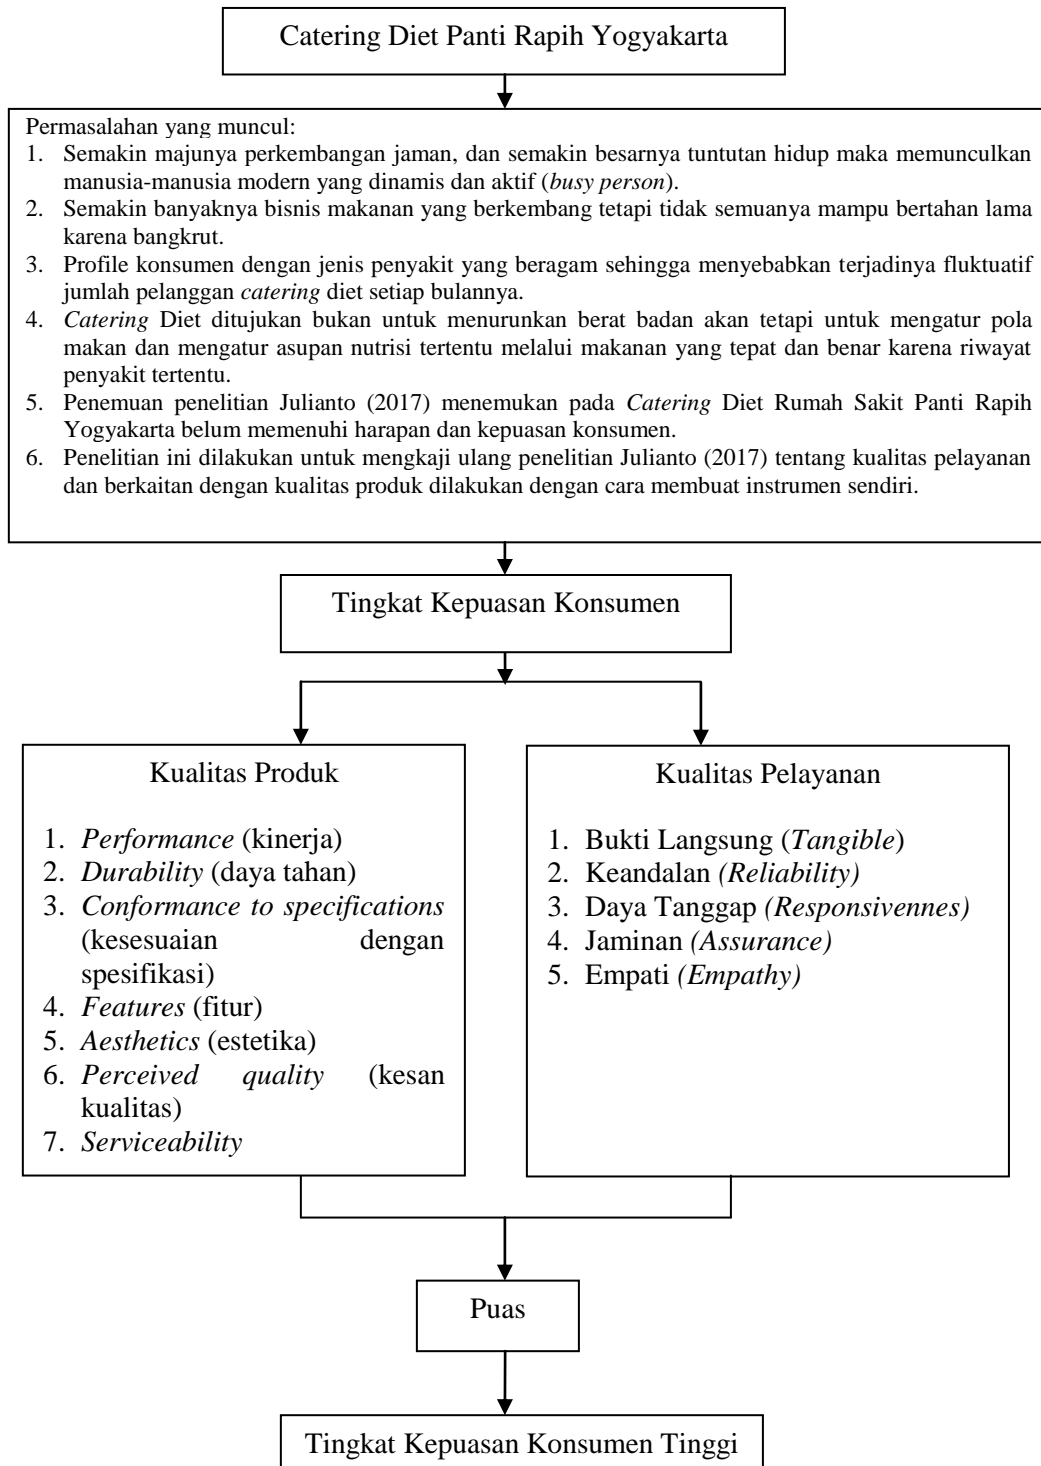 Catering Diet Panti Rapih Yogyakarta
Permasalahan yang muncul:
1. Semakin majunya perkembangan jaman, dan semakin besarnya tuntutan hidup maka memunculkan
manusia-manusia modern yang dinamis dan aktif (busy person).
2. Semakin banyaknya bisnis makanan yang berkembang tetapi tidak semuanya mampu bertahan lama
karena bangkrut.
3. Profile konsumen dengan jenis penyakit yang beragam sehingga menyebabkan terjadinya fluktuatif
jumlah pelanggan catering diet setiap bulannya.
4. Catering Diet ditujukan bukan untuk menurunkan berat badan akan tetapi untuk mengatur pola
makan dan mengatur asupan nutrisi tertentu melalui makanan yang tepat dan benar karena riwayat
penyakit tertentu.
5. Penemuan penelitian Julianto (2017) menemukan pada Catering Diet Rumah Sakit Panti Rapih
Yogyakarta belum memenuhi harapan dan kepuasan konsumen.
6. Penelitian ini dilakukan untuk mengkaji ulang penelitian Julianto (2017) tentang kualitas pelayanan
dan berkaitan dengan kualitas produk dilakukan dengan cara membuat instrumen sendiri.
Tingkat Kepuasan Konsumen
Kualitas Produk
1. Performance (kinerja)
2. Durability (daya tahan)
3. Conformance to specifications
(kesesuaian dengan
spesifikasi)
4. Features (fitur)
5. Aesthetics (estetika)
6. Perceived quality (kesan
kualitas)
7. Serviceability
Kualitas Pelayanan
1. Bukti Langsung (Tangible)
2. Keandalan (Reliability)
3. Daya Tanggap (Responsivennes)
4. Jaminan (Assurance)
5. Empati (Empathy)
Puas
Tingkat Kepuasan Konsumen Tinggi